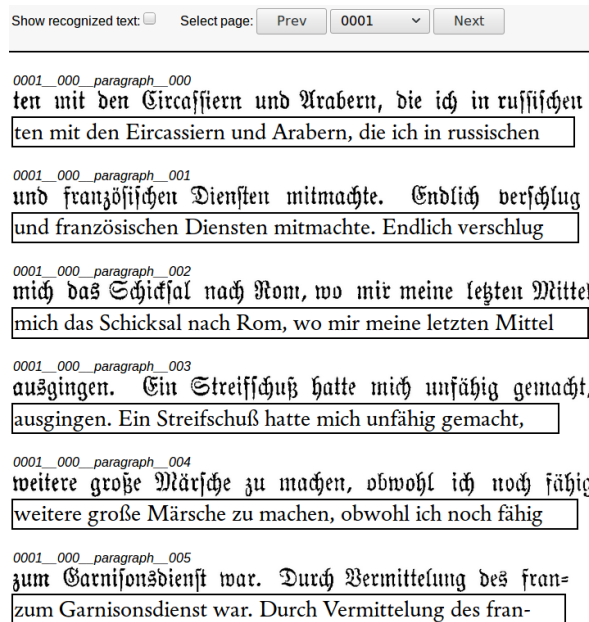 Show recognized text: Select page: Prev 0001 Next
0001__000__paragraph__000
ten mit den Circassiern und Arabern, die ich in russischen
ten mit den Eircassiern und Arabern, die ich in russischen
0001__000__paragraph__001
und französischen Diensten mitmachte. Endlich verschlug
und französischen Diensten mitmachte. Endlich verschlug
0001__000__paragraph__002
mich das Schicksal nach Rom, wo mir meine letzten Mittel
mich das Schicksal nach Rom, wo mir meine letzten Mittel
0001__000__paragraph__003
ausgingen. Ein Streifschuß hatte mich unfähig gemacht,
ausgingen. Ein Streifschuß hatte mich unfähig gemacht,
0001__000__paragraph__004
weitere große Märsche zu machen, obwohl ich noch fähig
weitere große Märsche zu machen, obwohl ich noch fähig
0001__000__paragraph__005
zum Garnisonsdienst war. Durch Vermittelung des fran=
zum Garnisonsdienst war. Durch Vermittelung des fran-